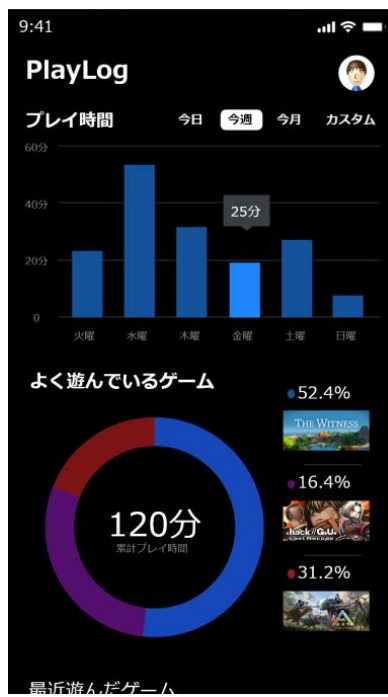 9:41
PlayLog
プレイ時間 今日 今週 今月 カスタム
60分
40分
25分
20分
0
火曜 水曜 木曜 金曜 土曜 日曜
よく遊んでいるゲーム
52.4%
THE WITNESS
16.4%
.hack//G.U.
Last Recode
31.2%
ARK
120分
累計プレイ時間
最近遊んだゲーム